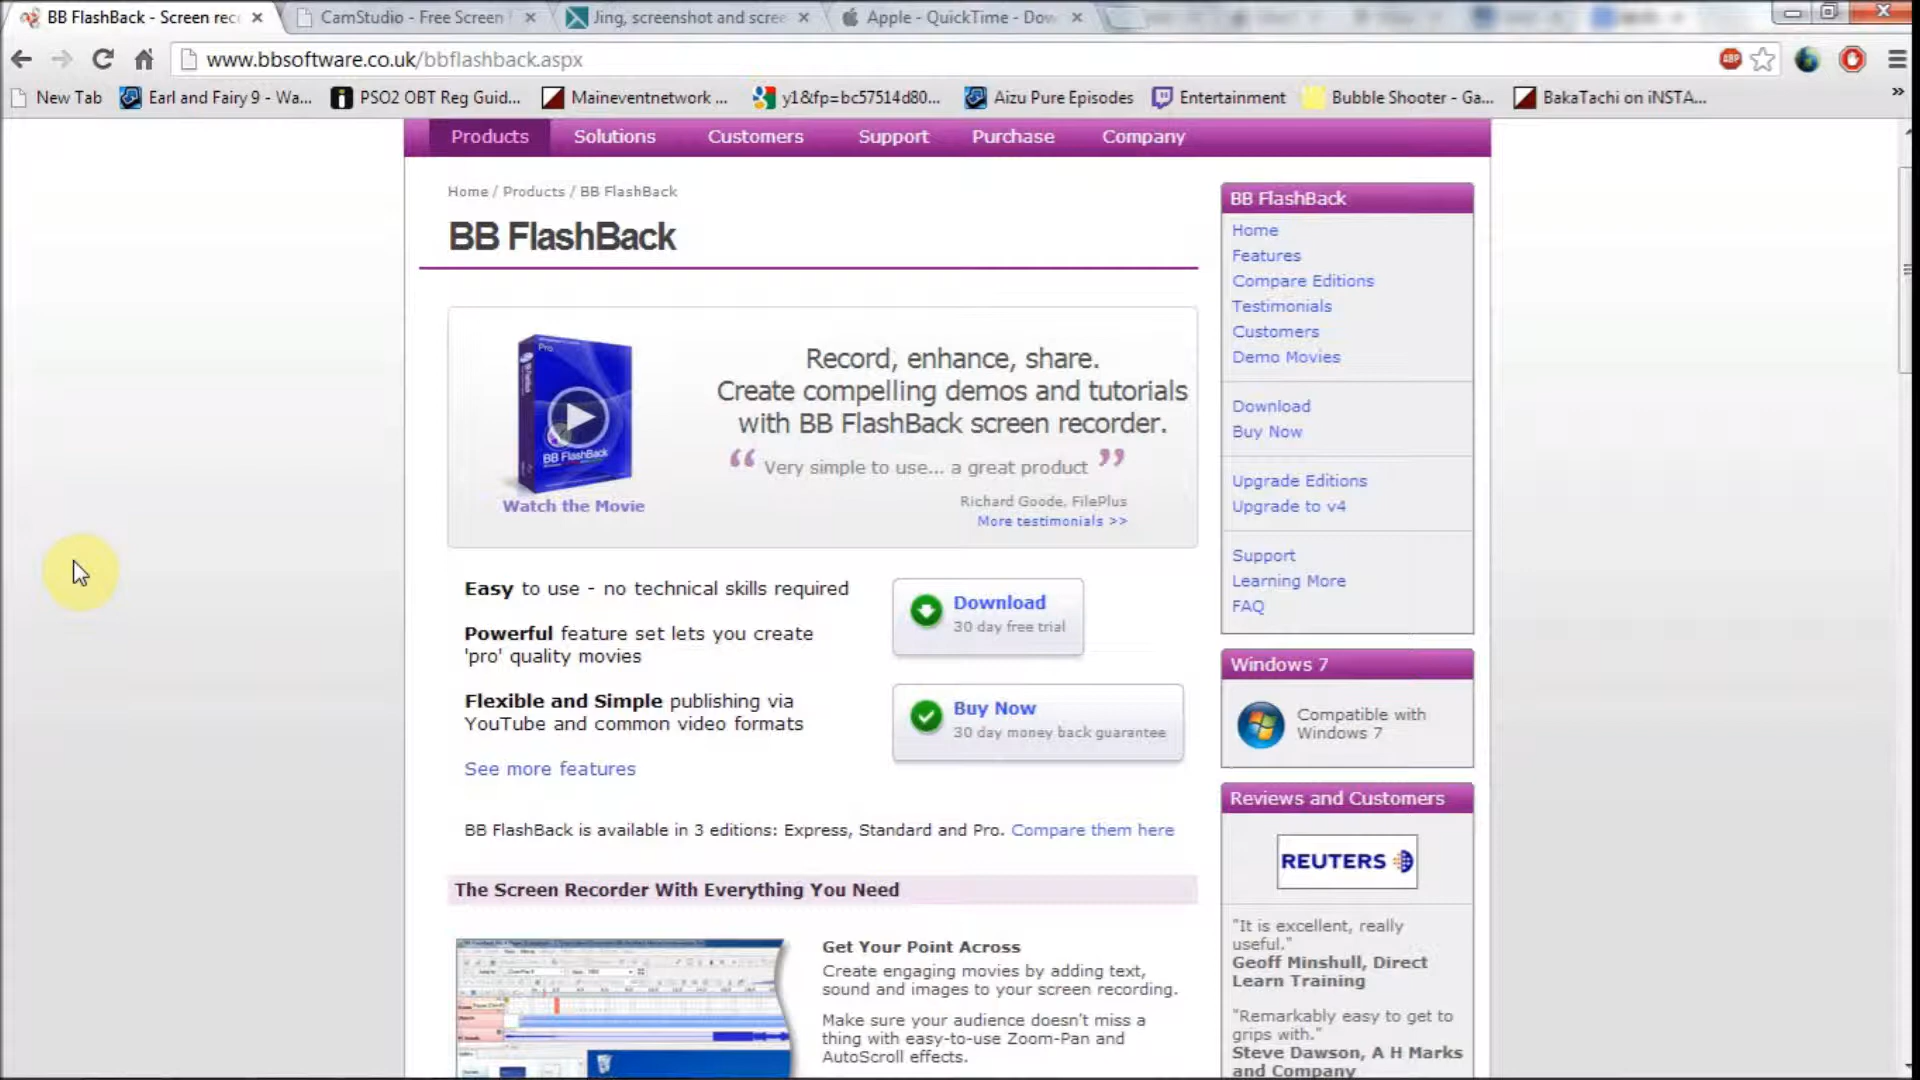 BB FlashBack - Screen rec
CamStudio - Free Screen
Jing, screenshot and scree
Apple - QuickTime - Dow
www.bbsoftware.co.uk/bbflashback.aspx
ABP
New Tab
Earl and Fairy 9 - Wa...
PSO2 OBT Reg Guid...
Maineventnetwork ...
y1&fp=bc57514d80...
Aizu Pure Episodes
Entertainment
Bubble Shooter - Ga...
BakaTachi on iNSTA...
»
Products
Solutions
Customers
Support
Purchase
Company
Home / Products / BB FlashBack
BB FlashBack
Pro
BB FlashBack
Watch the Movie
Record, enhance, share.
Create compelling demos and tutorials
with BB FlashBack screen recorder.
“ Very simple to use... a great product ”
Richard Goode, FilePlus
More testimonials >>
Easy to use - no technical skills required
Powerful feature set lets you create
'pro' quality movies
Flexible and Simple publishing via
YouTube and common video formats
See more features
Download
30 day free trial
Buy Now
30 day money back guarantee
BB FlashBack is available in 3 editions: Express, Standard and Pro. Compare them here
The Screen Recorder With Everything You Need
Get Your Point Across
Create engaging movies by adding text,
sound and images to your screen recording.
Make sure your audience doesn't miss a
thing with easy-to-use Zoom-Pan and
AutoScroll effects.
BB FlashBack
Home
Features
Compare Editions
Testimonials
Customers
Demo Movies
Download
Buy Now
Upgrade Editions
Upgrade to v4
Support
Learning More
FAQ
Windows 7
Compatible with
Windows 7
Reviews and Customers
REUTERS
"It is excellent, really
useful."
Geoff Minshull, Direct
Learn Training
"Remarkably easy to get to
grips with."
Steve Dawson, A H Marks
and Company